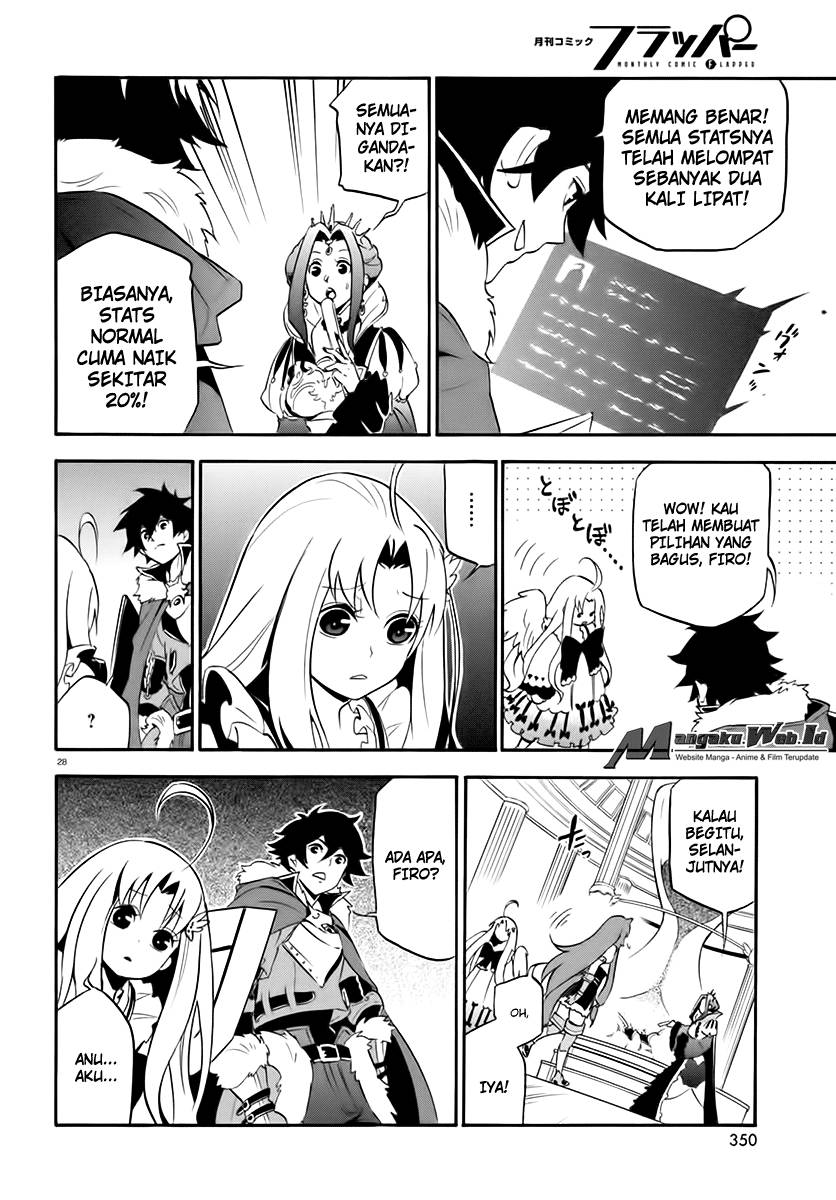 月刊コミック
フラッパー
MONTHLY COMIC FLAPPER
MEMANG BENAR!
SEMUA STATSNYA
TELAH MELOMPAT
SEBANYAK DUA
KALI LIPAT!
SEMUA-
NYA DI-
GANDA-
KAN?!
BIASANYA,
STATS
NORMAL
CUMA NAIK
SEKITAR
20%!
WOW! KAU
TELAH MEMBUAT
PILIHAN YANG
BAGUS, FIRO!
とぼとぼ…
………
?
Mangaku.Web.Id
Website Manga - Anime & Film Terupdate
28
KALAU
BEGITU,
SELAN-
JUTNYA!
OH,
IYA!
ADA APA,
FIRO?
ANU...
AKU...
350